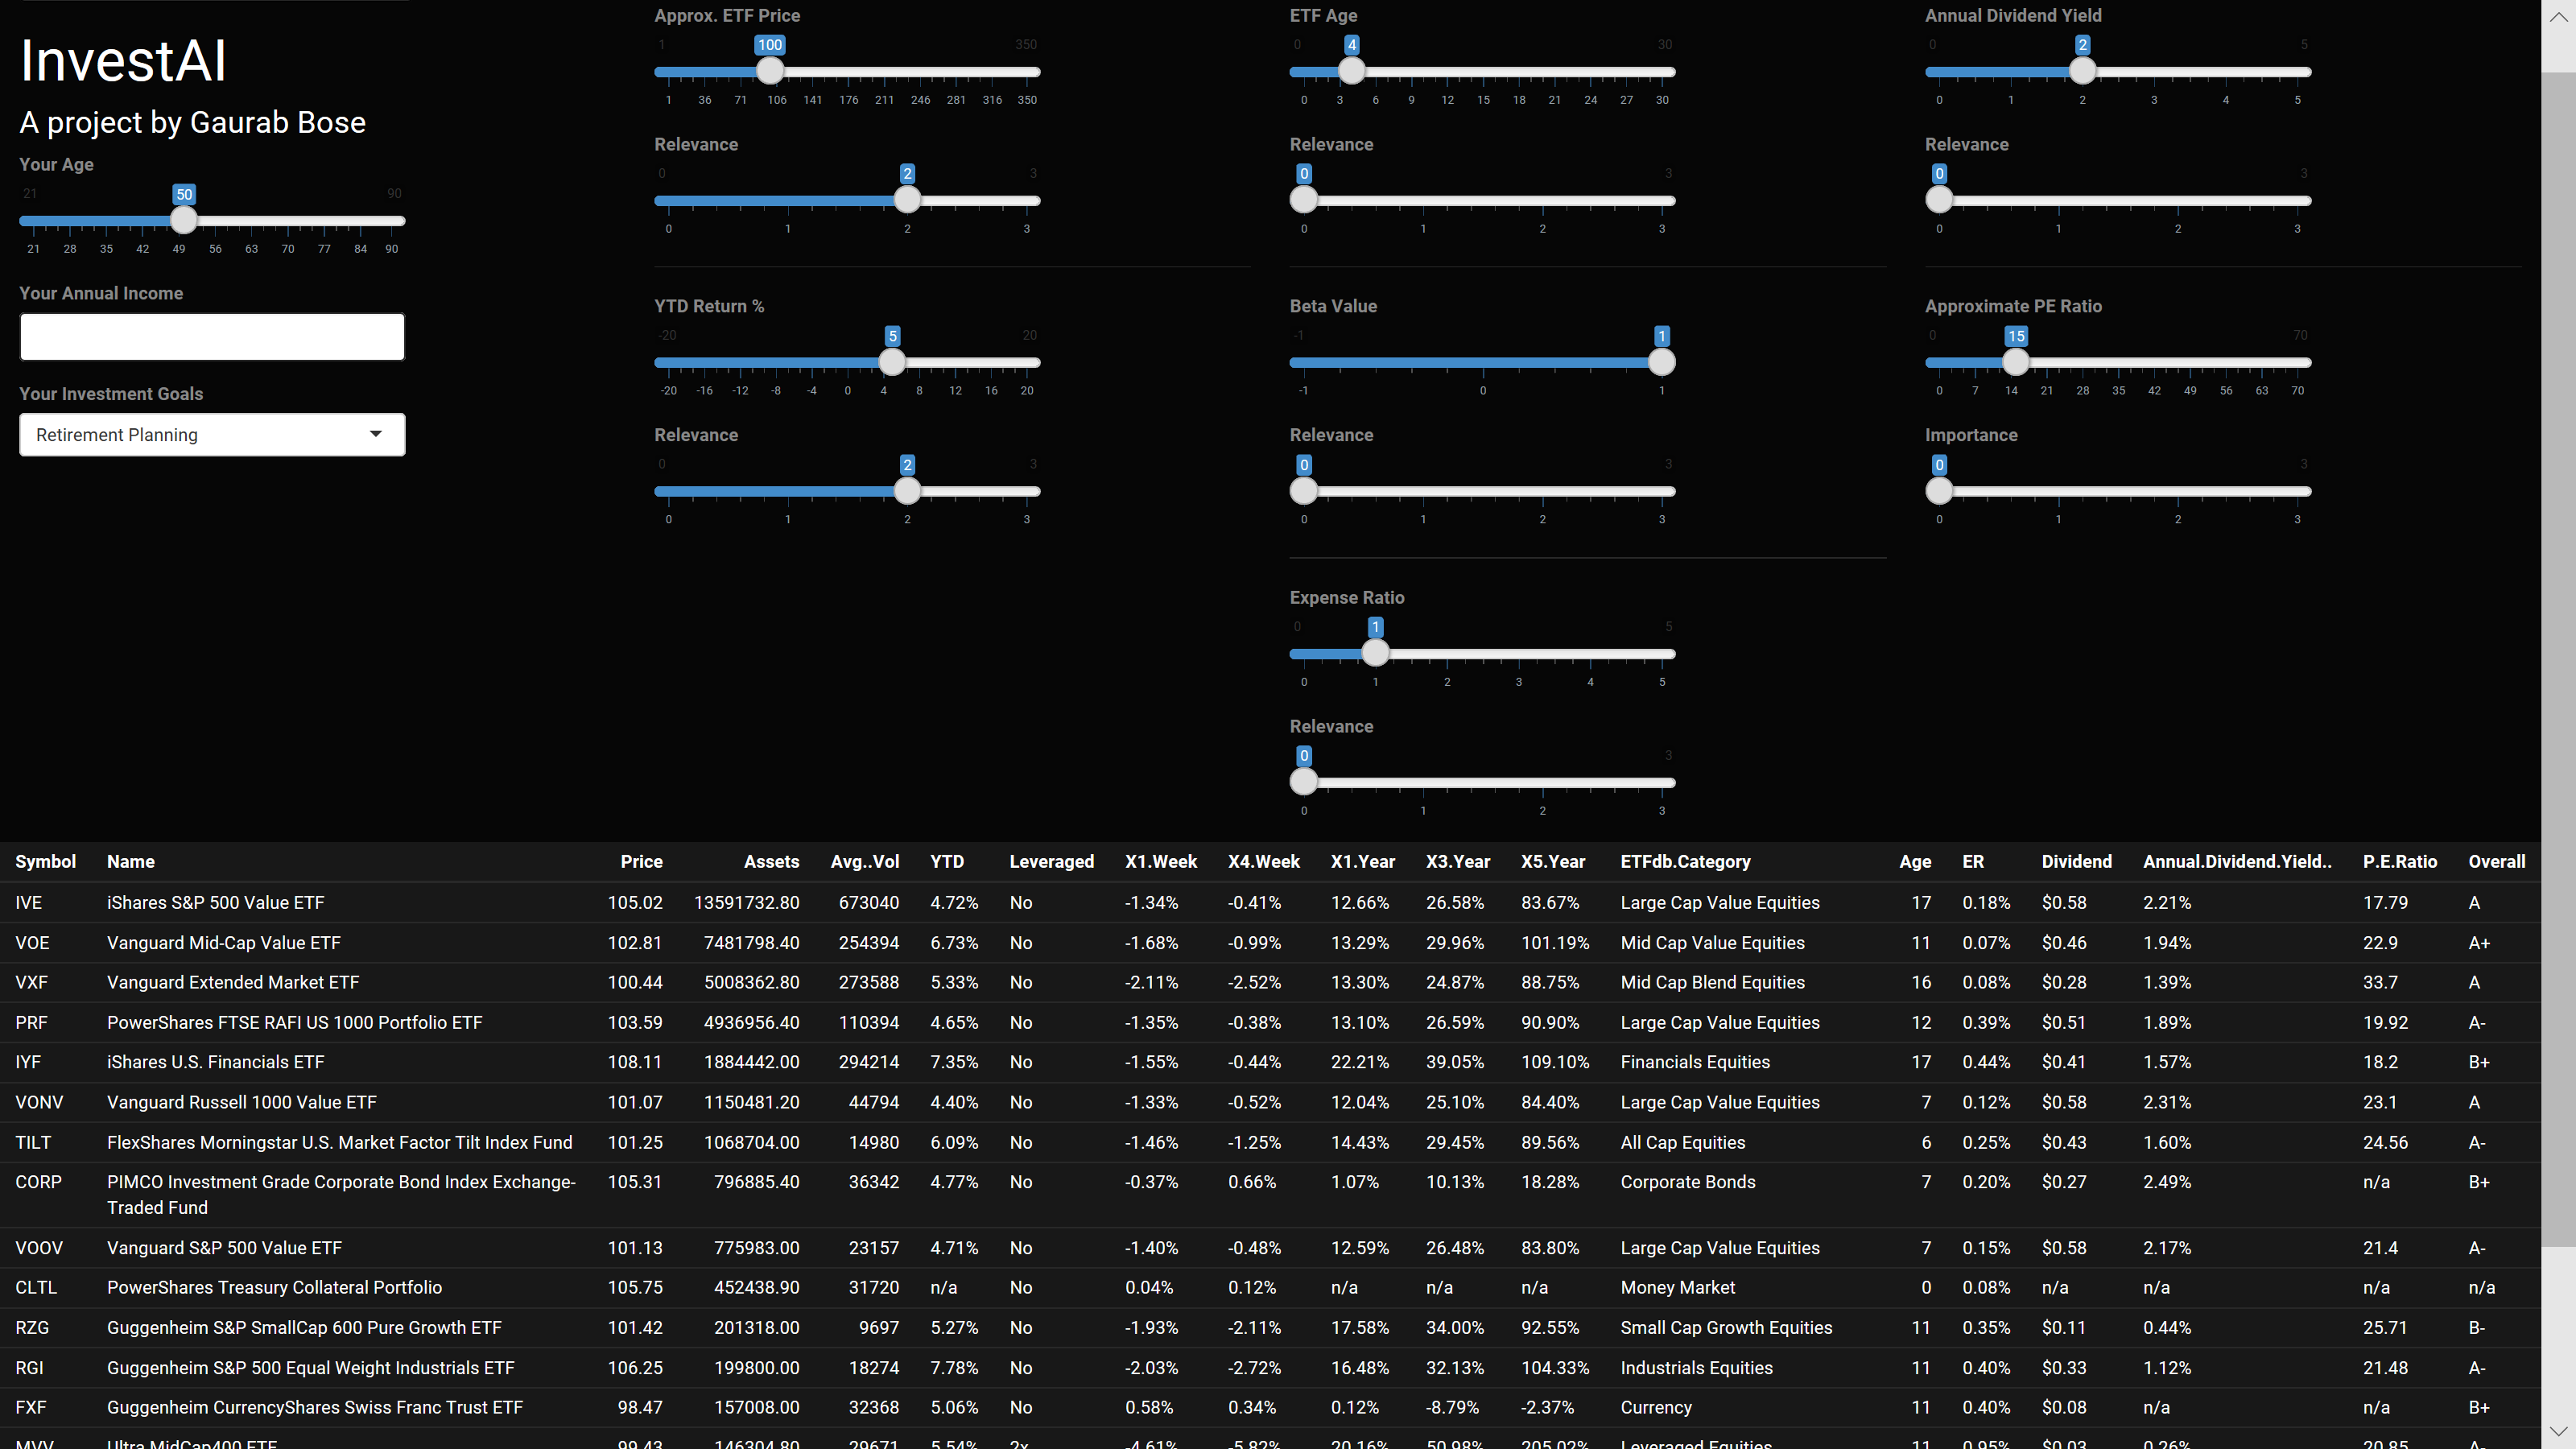 InvestAI
A project by Gaurab Bose
Your Age
21 50 90
21 28 35 42 49 56 63 70 77 84 90
Your Annual Income
Your Investment Goals
Retirement Planning
Approx. ETF Price
1 100 350
1 36 71 106 141 176 211 246 281 316 350
Relevance
0 2 3
0 1 2 3
YTD Return %
-20 5 20
-20 -16 -12 -8 -4 0 4 8 12 16 20
Relevance
0 2 3
0 1 2 3
ETF Age
0 4 30
0 3 6 9 12 15 18 21 24 27 30
Relevance
0 3
0 1 2 3
Beta Value
-1 1
-1 0 1
Relevance
0 3
0 1 2 3
Expense Ratio
0 1 5
0 1 2 3 4 5
Relevance
0 3
0 1 2 3
Annual Dividend Yield
0 2 5
0 1 2 3 4 5
Relevance
0 3
0 1 2 3
Approximate PE Ratio
0 15 70
0 7 14 21 28 35 42 49 56 63 70
Importance
0 3
0 1 2 3
Symbol Name Price Assets Avg..Vol YTD Leveraged X1.Week X4.Week X1.Year X3.Year X5.Year ETFdb.Category Age ER Dividend Annual.Dividend.Yield.. P.E.Ratio Overall
IVE iShares S&P 500 Value ETF 105.02 13591732.80 673040 4.72% No -1.34% -0.41% 12.66% 26.58% 83.67% Large Cap Value Equities 17 0.18% $0.58 2.21% 17.79 A
VOE Vanguard Mid-Cap Value ETF 102.81 7481798.40 254394 6.73% No -1.68% -0.99% 13.29% 29.96% 101.19% Mid Cap Value Equities 11 0.07% $0.46 1.94% 22.9 A+
VXF Vanguard Extended Market ETF 100.44 5008362.80 273588 5.33% No -2.11% -2.52% 13.30% 24.87% 88.75% Mid Cap Blend Equities 16 0.08% $0.28 1.39% 33.7 A
PRF PowerShares FTSE RAFI US 1000 Portfolio ETF 103.59 4936956.40 110394 4.65% No -1.35% -0.38% 13.10% 26.59% 90.90% Large Cap Value Equities 12 0.39% $0.51 1.89% 19.92 A-
IYF iShares U.S. Financials ETF 108.11 1884442.00 294214 7.35% No -1.55% -0.44% 22.21% 39.05% 109.10% Financials Equities 17 0.44% $0.41 1.57% 18.2 B+
VONV Vanguard Russell 1000 Value ETF 101.07 1150481.20 44794 4.40% No -1.33% -0.52% 12.04% 25.10% 84.40% Large Cap Value Equities 7 0.12% $0.58 2.31% 23.1 A
TILT FlexShares Morningstar U.S. Market Factor Tilt Index Fund 101.25 1068704.00 14980 6.09% No -1.46% -1.25% 14.43% 29.45% 89.56% All Cap Equities 6 0.25% $0.43 1.60% 24.56 A-
CORP PIMCO Investment Grade Corporate Bond Index Exchange- 105.31 796885.40 36342 4.77% No -0.37% 0.66% 1.07% 10.13% 18.28% Corporate Bonds 7 0.20% $0.27 2.49% n/a B+
Traded Fund
VOOV Vanguard S&P 500 Value ETF 101.13 775983.00 23157 4.71% No -1.40% -0.48% 12.59% 26.48% 83.80% Large Cap Value Equities 7 0.15% $0.58 2.17% 21.4 A-
CLTL PowerShares Treasury Collateral Portfolio 105.75 452438.90 31720 n/a No 0.04% 0.12% n/a n/a n/a Money Market 0 0.08% n/a n/a n/a n/a
RZG Guggenheim S&P SmallCap 600 Pure Growth ETF 101.42 201318.00 9697 5.27% No -1.93% -2.11% 17.58% 34.00% 92.55% Small Cap Growth Equities 11 0.35% $0.11 0.44% 25.71 B-
RGI Guggenheim S&P 500 Equal Weight Industrials ETF 106.25 199800.00 18274 7.78% No -2.03% -2.72% 16.48% 32.13% 104.33% Industrials Equities 11 0.40% $0.33 1.12% 21.48 A-
FXF Guggenheim CurrencyShares Swiss Franc Trust ETF 98.47 157008.00 32368 5.06% No 0.58% 0.34% 0.12% -8.79% -2.37% Currency 11 0.40% $0.08 n/a n/a B+
MVV Ultra MidCap400 ETF 99.43 146304.80 29671 5.54% 2x -4.61% -5.82% 20.16% 50.98% 205.02% Leveraged Equities 11 0.95% $0.03 0.26% 20.85 A-